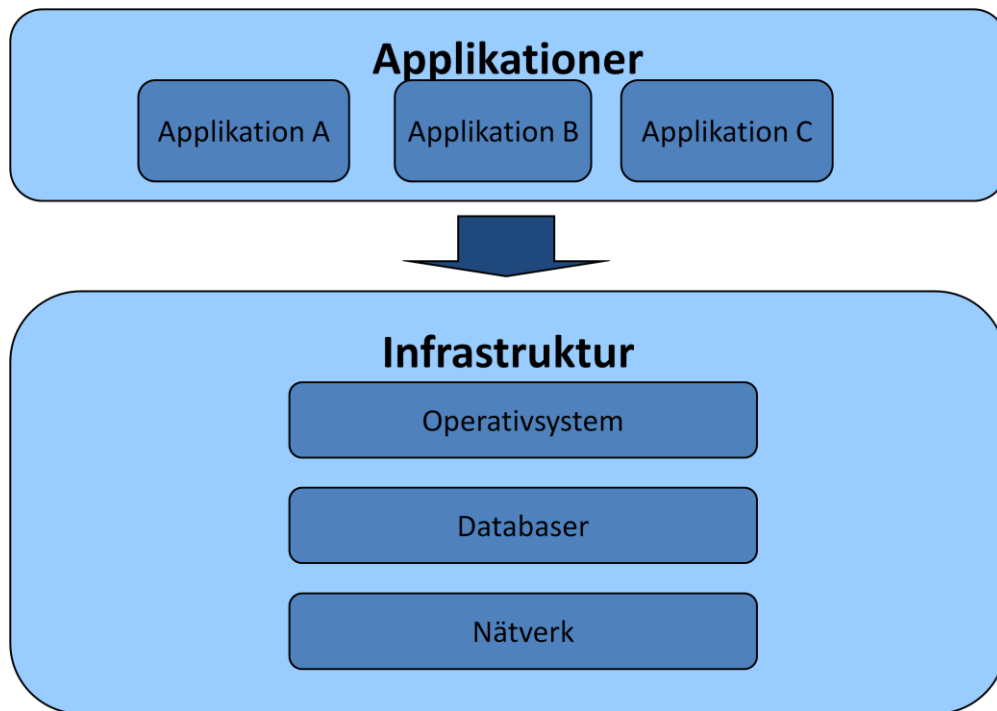 Applikationer
Applikation A
Applikation B
Applikation C
Infrastruktur
Operativsystem
Databaser
Nätverk